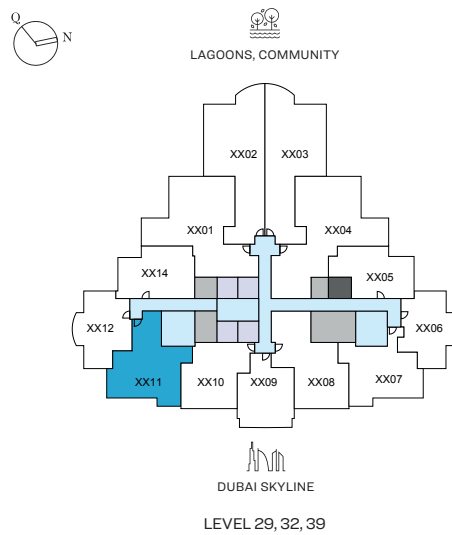 Q
N
LAGOONS, COMMUNITY
XX02 XX03
XX01 XX04
XX14 XX05
XX12 XX06
XX11 XX10 XX09 XX08 XX07
DUBAI SKYLINE
LEVEL 29, 32, 39